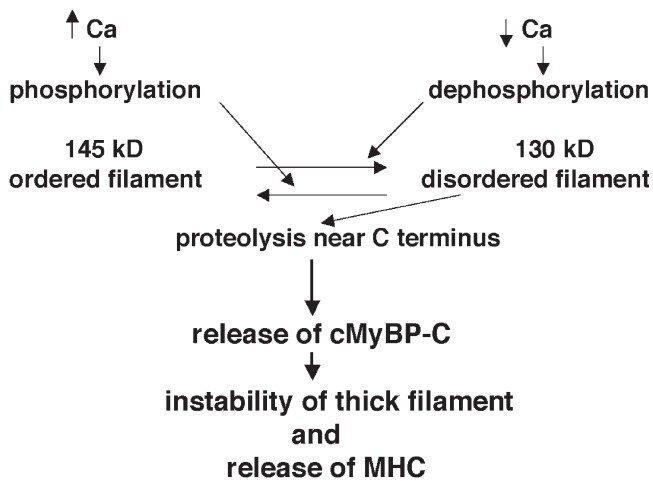 ↑ Ca
↓ Ca
phosphorylation
dephosphorylation
145 kD
ordered filament
130 kD
disordered filament
proteolysis near C terminus
release of cMyBP-C
instability of thick filament
and
release of MHC